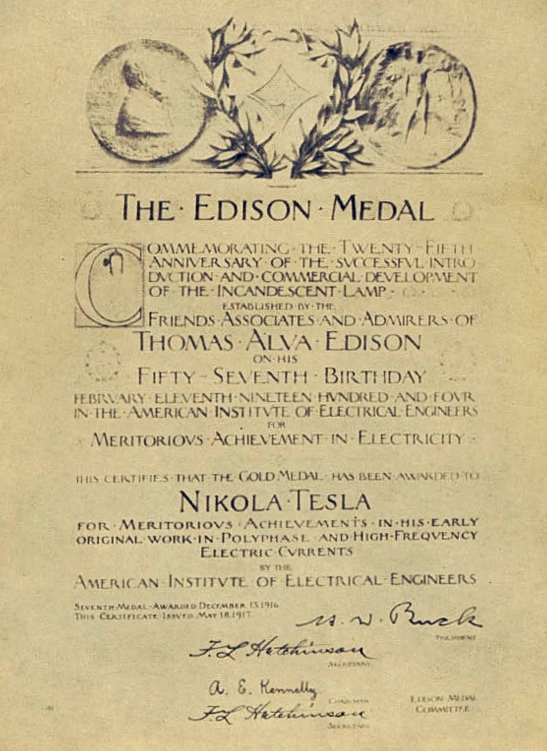 THE·EDISON·MEDAL
COMMEMORATING·THE·TWENTY·FIFTH
ANNIVERSARY·OF·THE·SVCCESSFVL·INTRO
DVCTION·AND·COMMERCIAL·DEVELOPMENT
OF·THE·INCANDESCENT·LAMP·
ESTABLISHED·BY·THE
FRIENDS·ASSOCIATES·AND·ADMIRERS·OF
THOMAS·ALVA·EDISON
ON·HIS
FIFTY-SEVENTH·BIRTHDAY
FEBRVARY·ELEVENTH·NINETEEN·HVNDRED·AND·FOVR
IN·THE·AMERICAN·INSTITVTE·OF·ELECTRICAL·ENGINEERS
FOR
MERITORIOVS·ACHIEVEMENT·IN·ELECTRICITY
THIS·CERTIFIES·THAT·THE·GOLD·MEDAL·HAS·BEEN·AWARDED·TO
NIKOLA·TESLA
FOR·MERITORIOVS·ACHIEVEMENTS·IN·HIS·EARLY
ORIGINAL·WORK·IN·POLYPHASE·AND·HIGH-FREQVENCY
ELECTRIC·CVRRENTS
BY·THE
AMERICAN·INSTITVTE·OF·ELECTRICAL·ENGINEERS
SEVENTH·MEDAL·AWARDED·DECEMBER·13,1916
THIS·CERTIFICATE·ISSVED·MAY·18,1917
H. W. Buck
PRESIDENT
F. L Hutchinson
SECRETARY
A. E. Kennelly
CHAIRMAN
EDISON MEDAL
COMMITTEE
F. L Hutchinson
SECRETARY